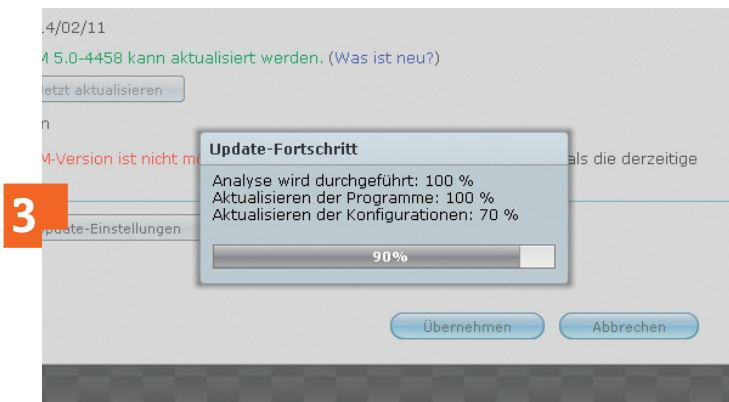 4/02/11
M 5.0-4458 kann aktualisiert werden. (Was ist neu?)
Jetzt aktualisieren
n
M-Version ist nicht m
als die derzeitige
Update-Fortschritt
Analyse wird durchgeführt: 100 %
Aktualisieren der Programme: 100 %
Aktualisieren der Konfigurationen: 70 %
90%
3
Update-Einstellungen
Übernehmen
Abbrechen